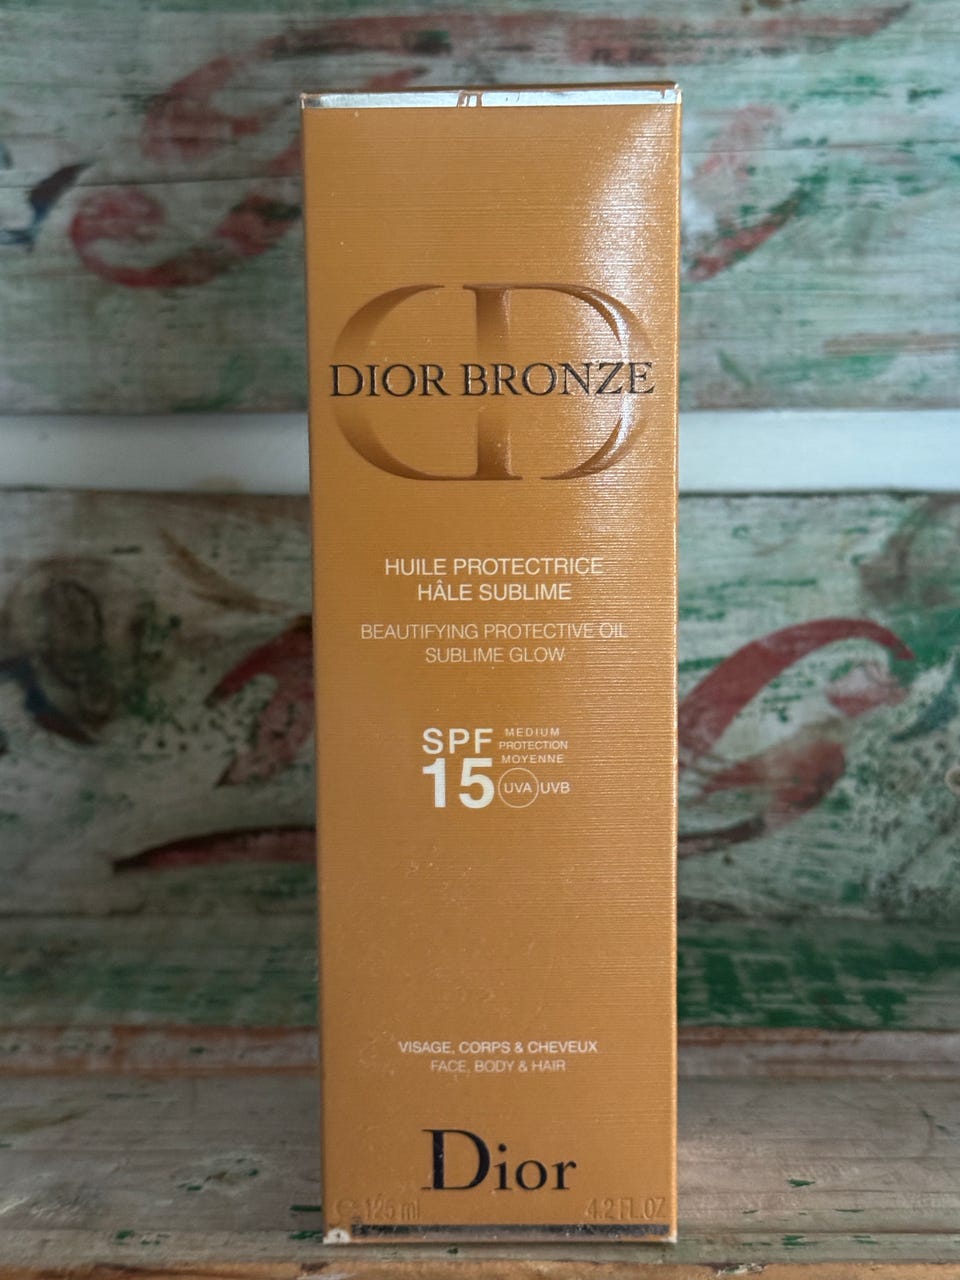 DIOR BRONZE
HUILE PROTECTRICE
HÂLE SUBLIME
BEAUTIFYING PROTECTIVE OIL
SUBLIME GLOW
SPF 15
MEDIUM
PROTECTION
MOYENNE
UVA UVB
VISAGE, CORPS & CHEVEUX
FACE, BODY & HAIR
Dior
℮ 125 ml 4.2 FL.OZ